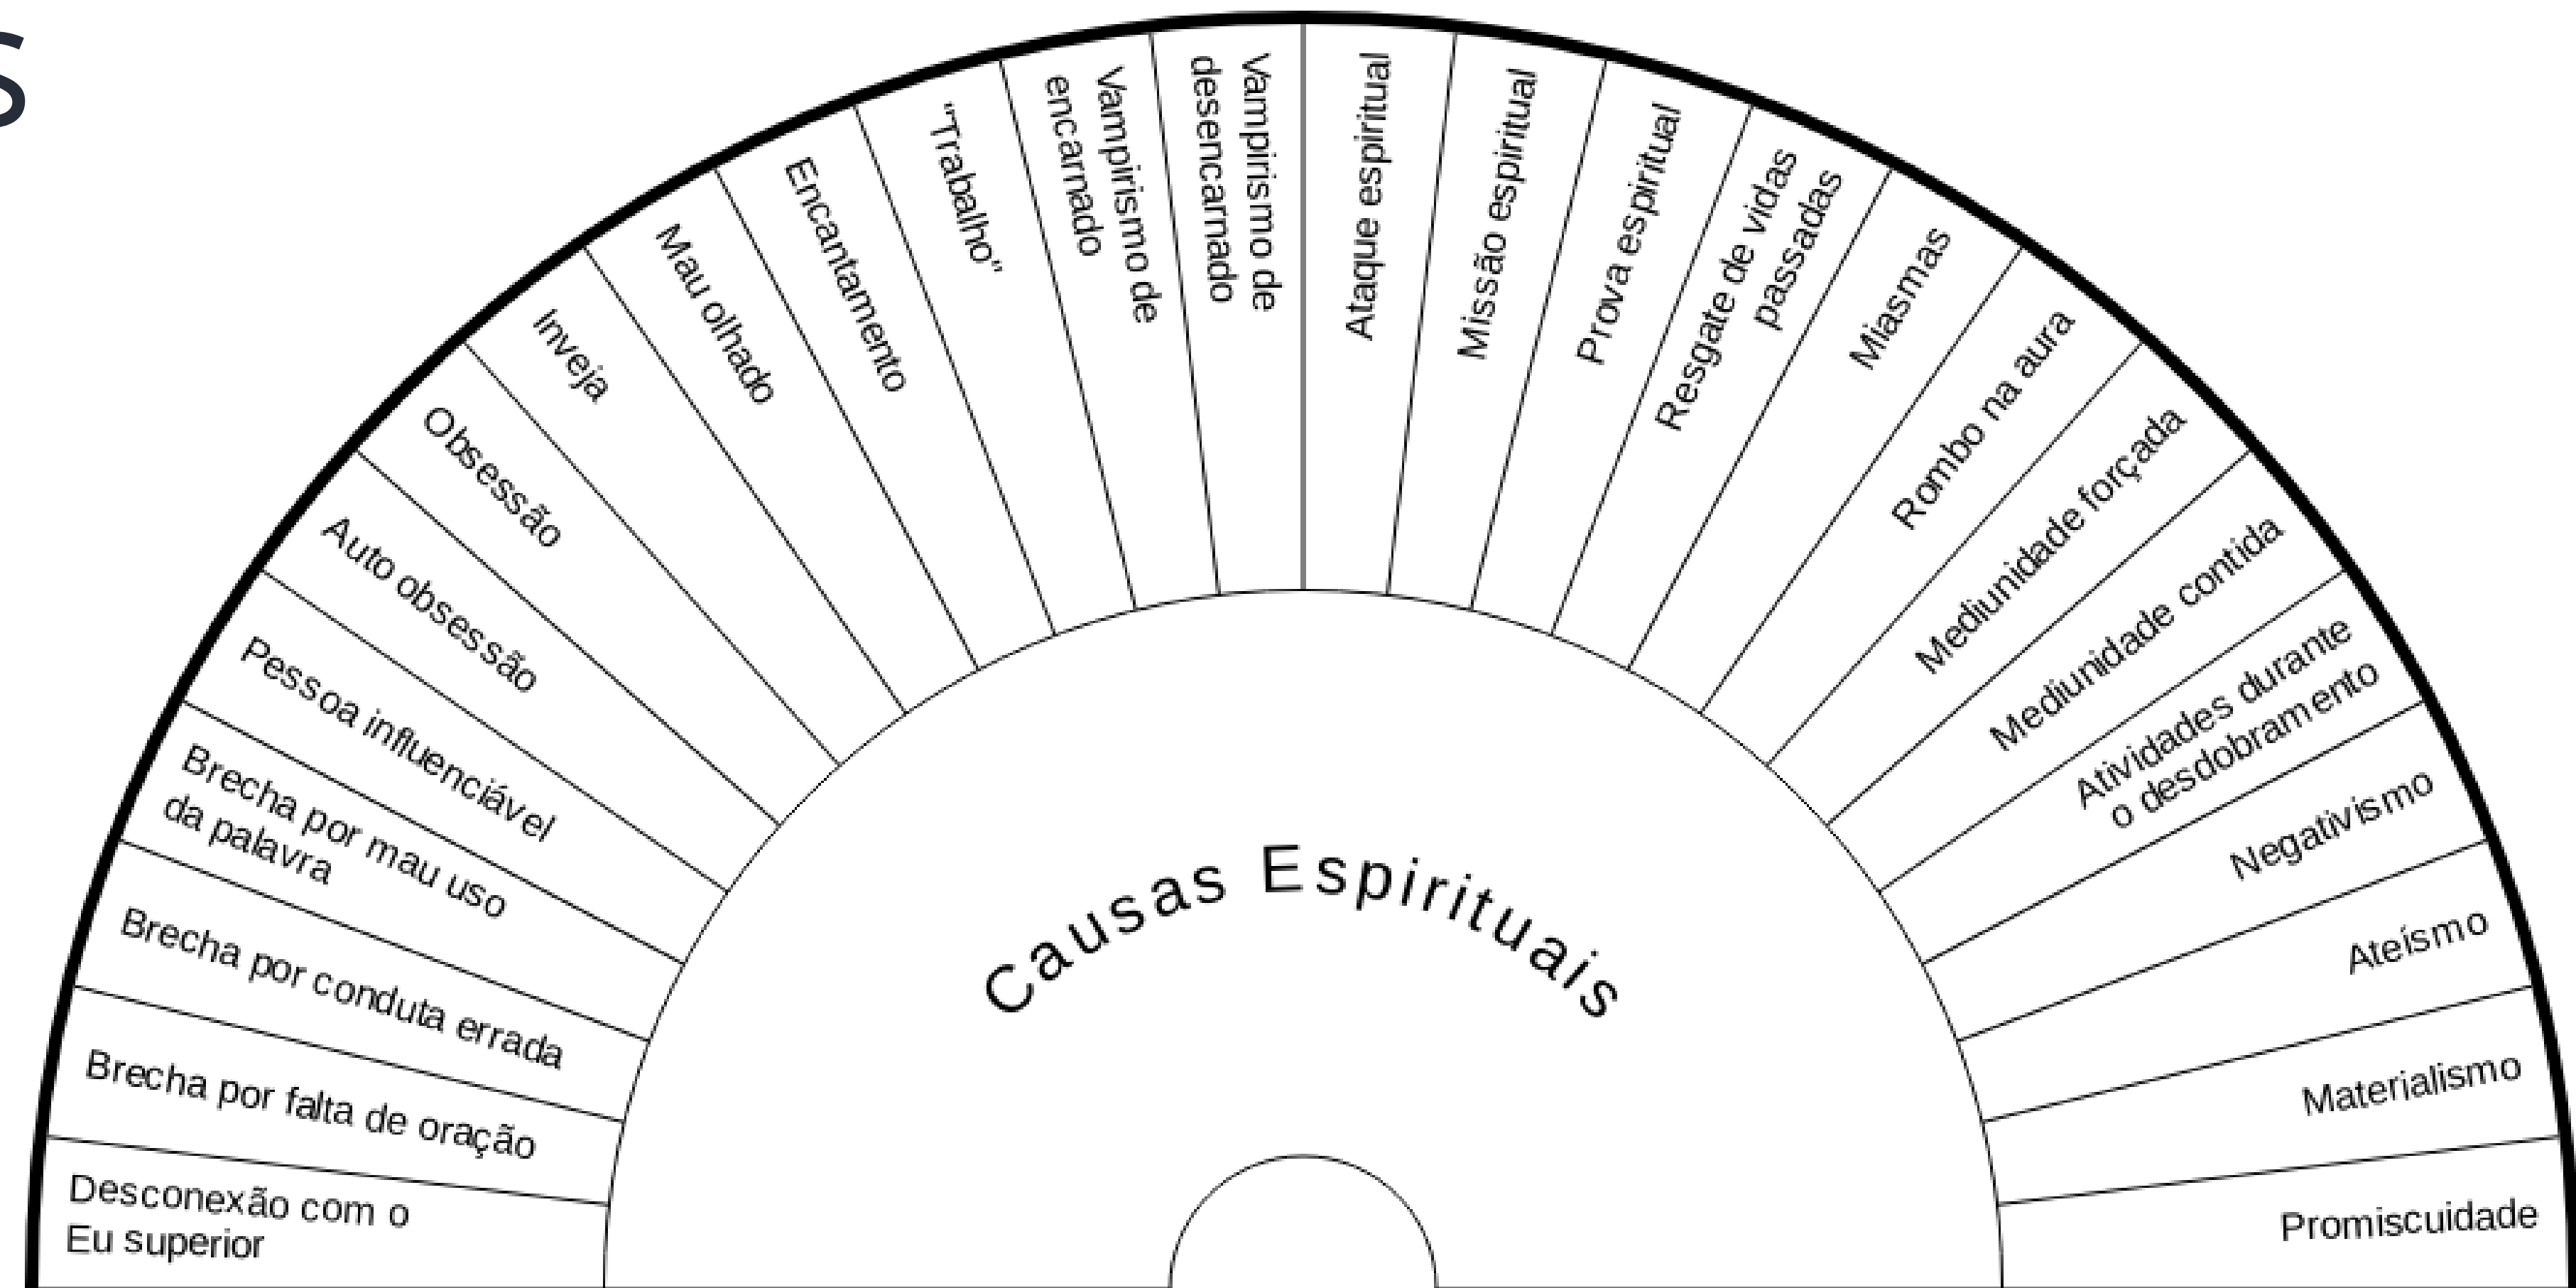 s
Desconexão com o
Eu superior
Brecha por falta de oração
Brecha por conduta errada
Brecha por mau uso
da palavra
Pessoa influenciável
Auto obsessão
Obsessão
Inveja
Mau olhado
Encantamento
"Trabalho"
Vampirismo de
encarnado
Vampirismo de
desencarnado
Ataque espiritual
Missão espiritual
Prova espiritual
Resgate de vidas
passadas
Miasmas
Rombo na aura
Mediunidade forçada
Mediunidade contida
Atividades durante
o desdobramento
Negativismo
Ateísmo
Materialismo
Promiscuidade
Causas Espirituais